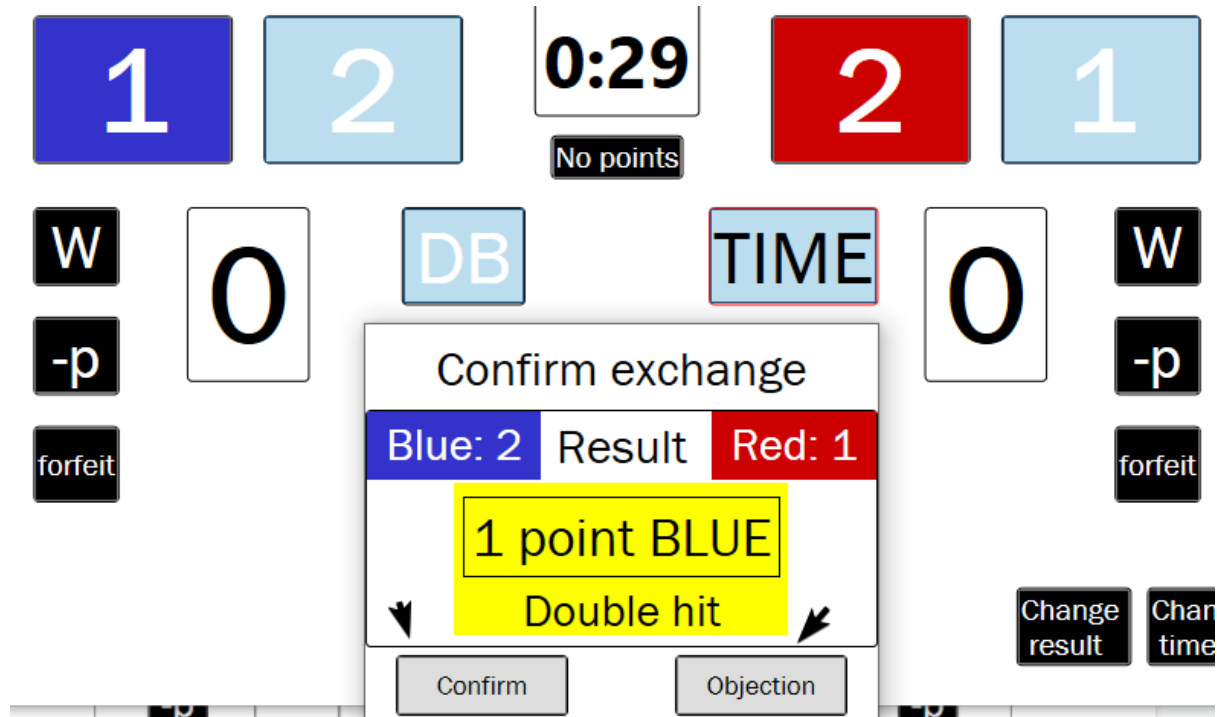 1 2 0:29 2 1
No points
W 0 DB TIME 0 W
-p -p
Confirm exchange
Blue: 2 Result Red: 1
forfeit forfeit
1 point BLUE
Double hit
Change result
Confirm Objection
-p -p